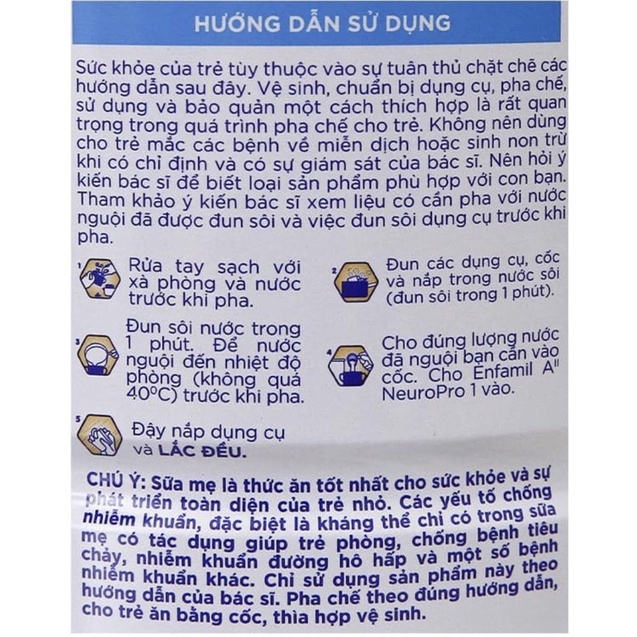 HƯỚNG DẪN SỬ DỤNG
Sức khỏe của trẻ tùy thuộc vào sự tuân thủ chặt chẽ các
hướng dẫn sau đây. Vệ sinh, chuẩn bị dụng cụ, pha chế,
sử dụng và bảo quản một cách thích hợp là rất quan
trọng trong quá trình pha chế cho trẻ. Không nên dùng
cho trẻ mắc các bệnh về miễn dịch hoặc sinh non trừ
khi có chỉ định và có sự giám sát của bác sĩ. Nên hỏi ý
kiến bác sĩ để biết loại sản phẩm phù hợp với con bạn.
Tham khảo ý kiến bác sĩ xem liệu có cần pha với nước
nguội đã được đun sôi và việc đun sôi dụng cụ trước khi
pha.
1 Rửa tay sạch với
xà phòng và nước
trước khi pha.
2 Đun các dụng cụ, cốc
và nắp trong nước sôi
(đun sôi trong 1 phút).
3 Đun sôi nước trong
1 phút. Để nước
nguội đến nhiệt độ
phòng (không quá
40°C) trước khi pha.
4 Cho đúng lượng nước
đã nguội bạn cần vào
cốc. Cho Enfamil A"
NeuroPro 1 vào.
5 Đậy nắp dụng cụ
và LẮC ĐỀU.
CHÚ Ý: Sữa mẹ là thức ăn tốt nhất cho sức khỏe và sự
phát triển toàn diện của trẻ nhỏ. Các yếu tố chống
nhiễm khuẩn, đặc biệt là kháng thể chỉ có trong sữa
mẹ có tác dụng giúp trẻ phòng, chống bệnh tiêu
chảy, nhiễm khuẩn đường hô hấp và một số bệnh
nhiễm khuẩn khác. Chỉ sử dụng sản phẩm này theo
hướng dẫn của bác sĩ. Pha chế theo đúng hướng dẫn,
cho trẻ ăn bằng cốc, thìa hợp vệ sinh.